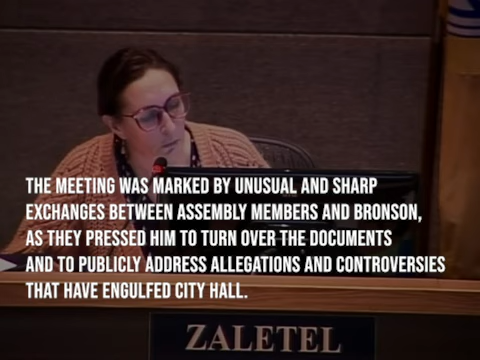 THE MEETING WAS MARKED BY UNUSUAL AND SHARP
EXCHANGES BETWEEN ASSEMBLY MEMBERS AND BRONSON,
AS THEY PRESSED HIM TO TURN OVER THE DOCUMENTS
AND TO PUBLICLY ADDRESS ALLEGATIONS AND CONTROVERSIES
THAT HAVE ENGULFED CITY HALL.
ZALETEL